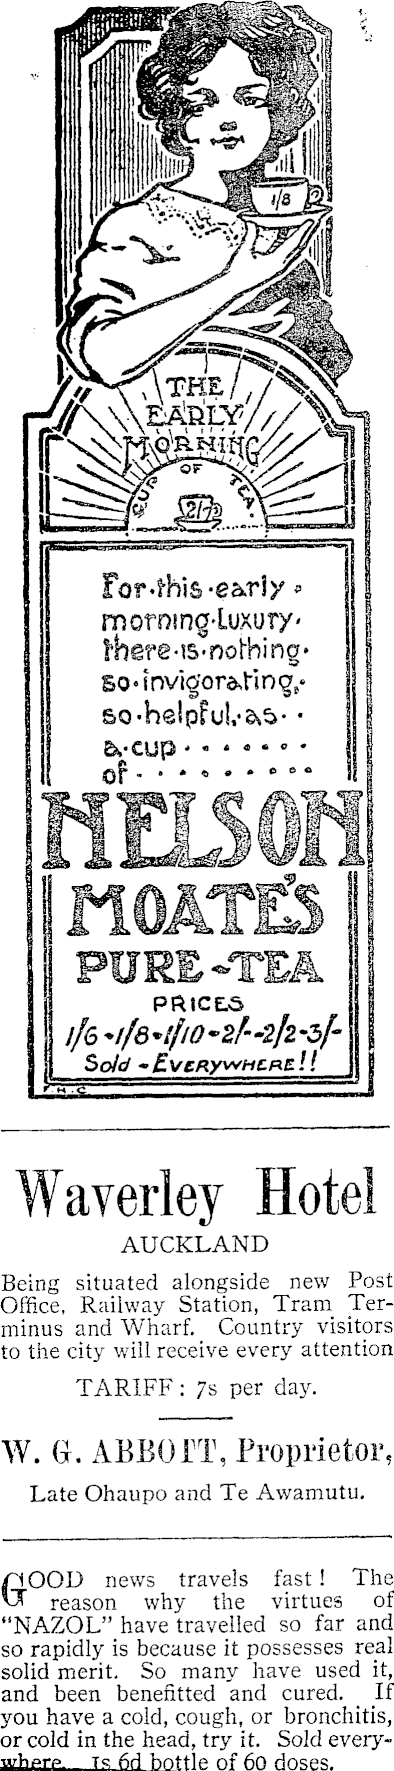 1/8
THE
EARLY
MORNING
CUP OF TEA.
2/-
For·this·early·
morning·Luxury·
there·is·nothing·
so·invigorating,·
so·helpful,·as··
a·cup·······
of··········
NELSON
MOATE'S
PURE-TEA
PRICES
1/6-1/8-1/10-2/--2/2-3/-
Sold-EVERYWHERE!!
F.H.C
Waverley Hotel
AUCKLAND
Being situated alongside new Post
Office, Railway Station, Tram Ter-
minus and Wharf. Country visitors
to the city will receive every attention
TARIFF: 7s per day.
W. G. ABBOTT, Proprietor,
Late Ohaupo and Te Awamutu.
GOOD news travels fast! The
reason why the virtues of
"NAZOL" have travelled so far and
so rapidly is because it possesses real
solid merit. So many have used it,
and been benefitted and cured. If
you have a cold, cough, or bronchitis,
or cold in the head, try it. Sold every-
where. 1s 6d bottle of 60 doses.